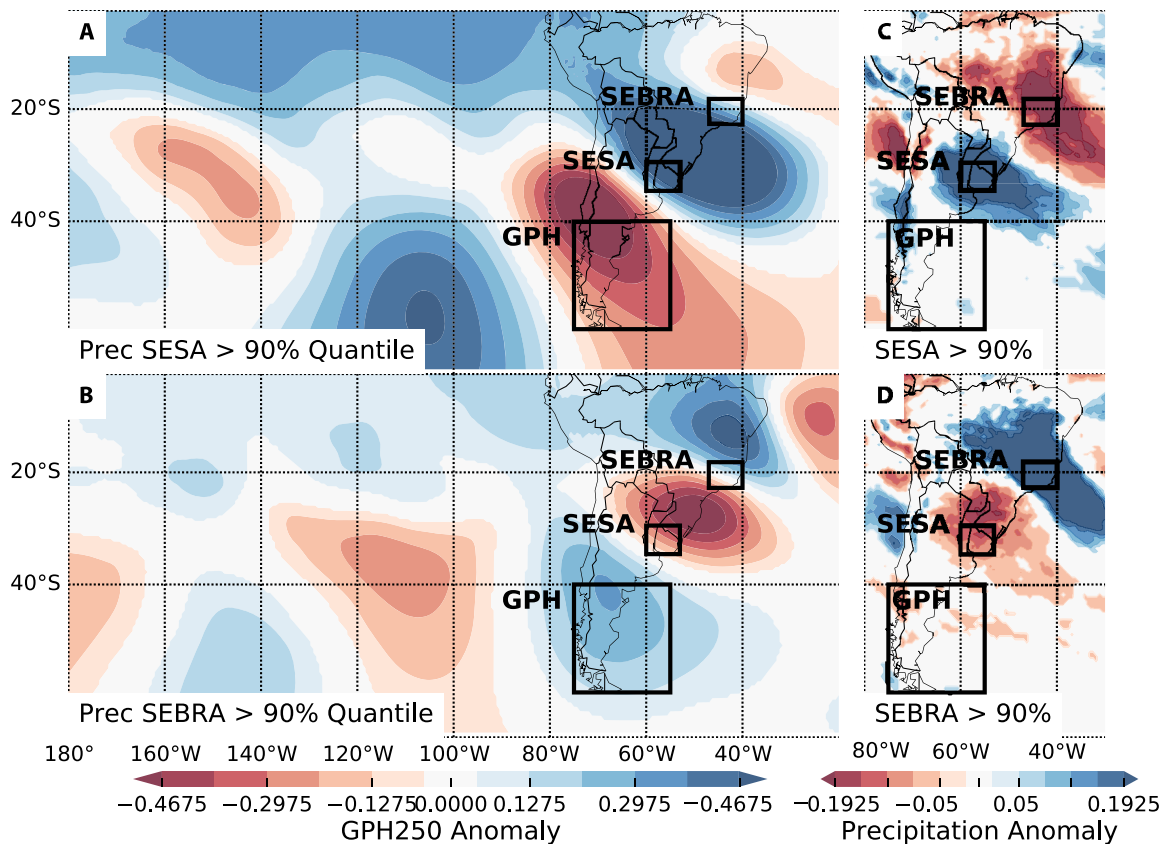 A
C
20°S
SEBRA
SEBRA
SESA
SESA
40°S
GPH
GPH
Prec SESA > 90% Quantile
SESA > 90%
B
D
20°S
SEBRA
SEBRA
SESA
SESA
40°S
GPH
GPH
Prec SEBRA > 90% Quantile
SEBRA > 90%
180° 160°W 140°W 120°W 100°W 80°W 60°W 40°W
80°W 60°W 40°W
−0.4675 −0.2975 −0.1275 0.0000 0.1275 0.2975 −0.4675
−0.1925 −0.05 0.05 0.1925
GPH250 Anomaly
Precipitation Anomaly